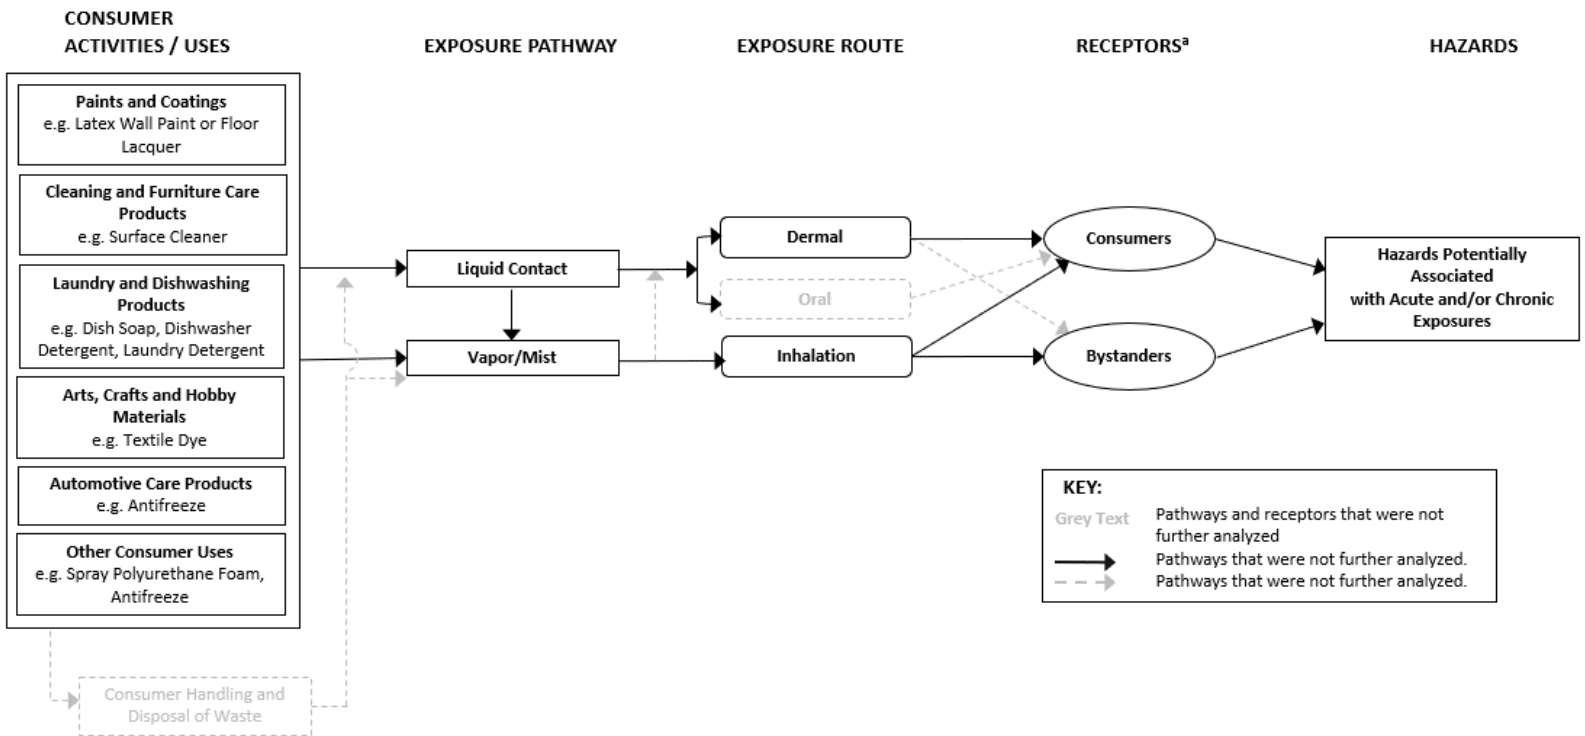 CONSUMER
ACTIVITIES / USES
EXPOSURE PATHWAY
EXPOSURE ROUTE
RECEPTORSᵃ
HAZARDS
Paints and Coatings
e.g. Latex Wall Paint or Floor
Lacquer
Cleaning and Furniture Care
Products
e.g. Surface Cleaner
Laundry and Dishwashing
Products
e.g. Dish Soap, Dishwasher
Detergent, Laundry Detergent
Arts, Crafts and Hobby
Materials
e.g. Textile Dye
Automotive Care Products
e.g. Antifreeze
Other Consumer Uses
e.g. Spray Polyurethane Foam,
Antifreeze
Consumer Handling and
Disposal of Waste
Liquid Contact
Vapor/Mist
Dermal
Oral
Inhalation
Consumers
Bystanders
Hazards Potentially
Associated
with Acute and/or Chronic
Exposures
KEY:
Grey Text Pathways and receptors that were not
further analyzed
Pathways that were not further analyzed.
Pathways that were not further analyzed.